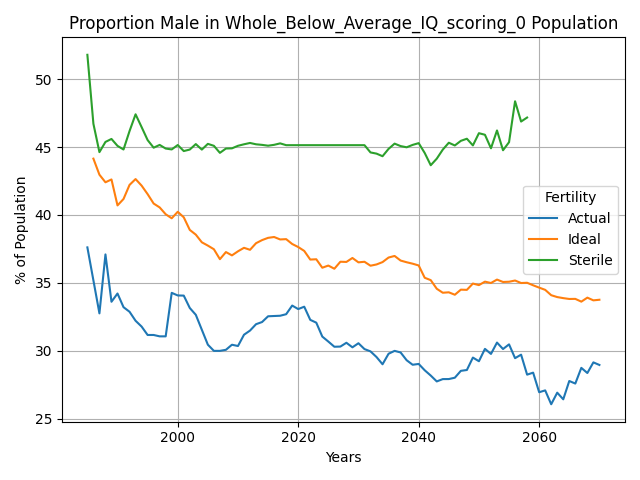 Proportion Male in Whole_Below_Average_IQ_scoring_0 Population
% of Population
50
45
40
35
30
25
Fertility
Actual
Ideal
Sterile
2000
2020
2040
2060
Years